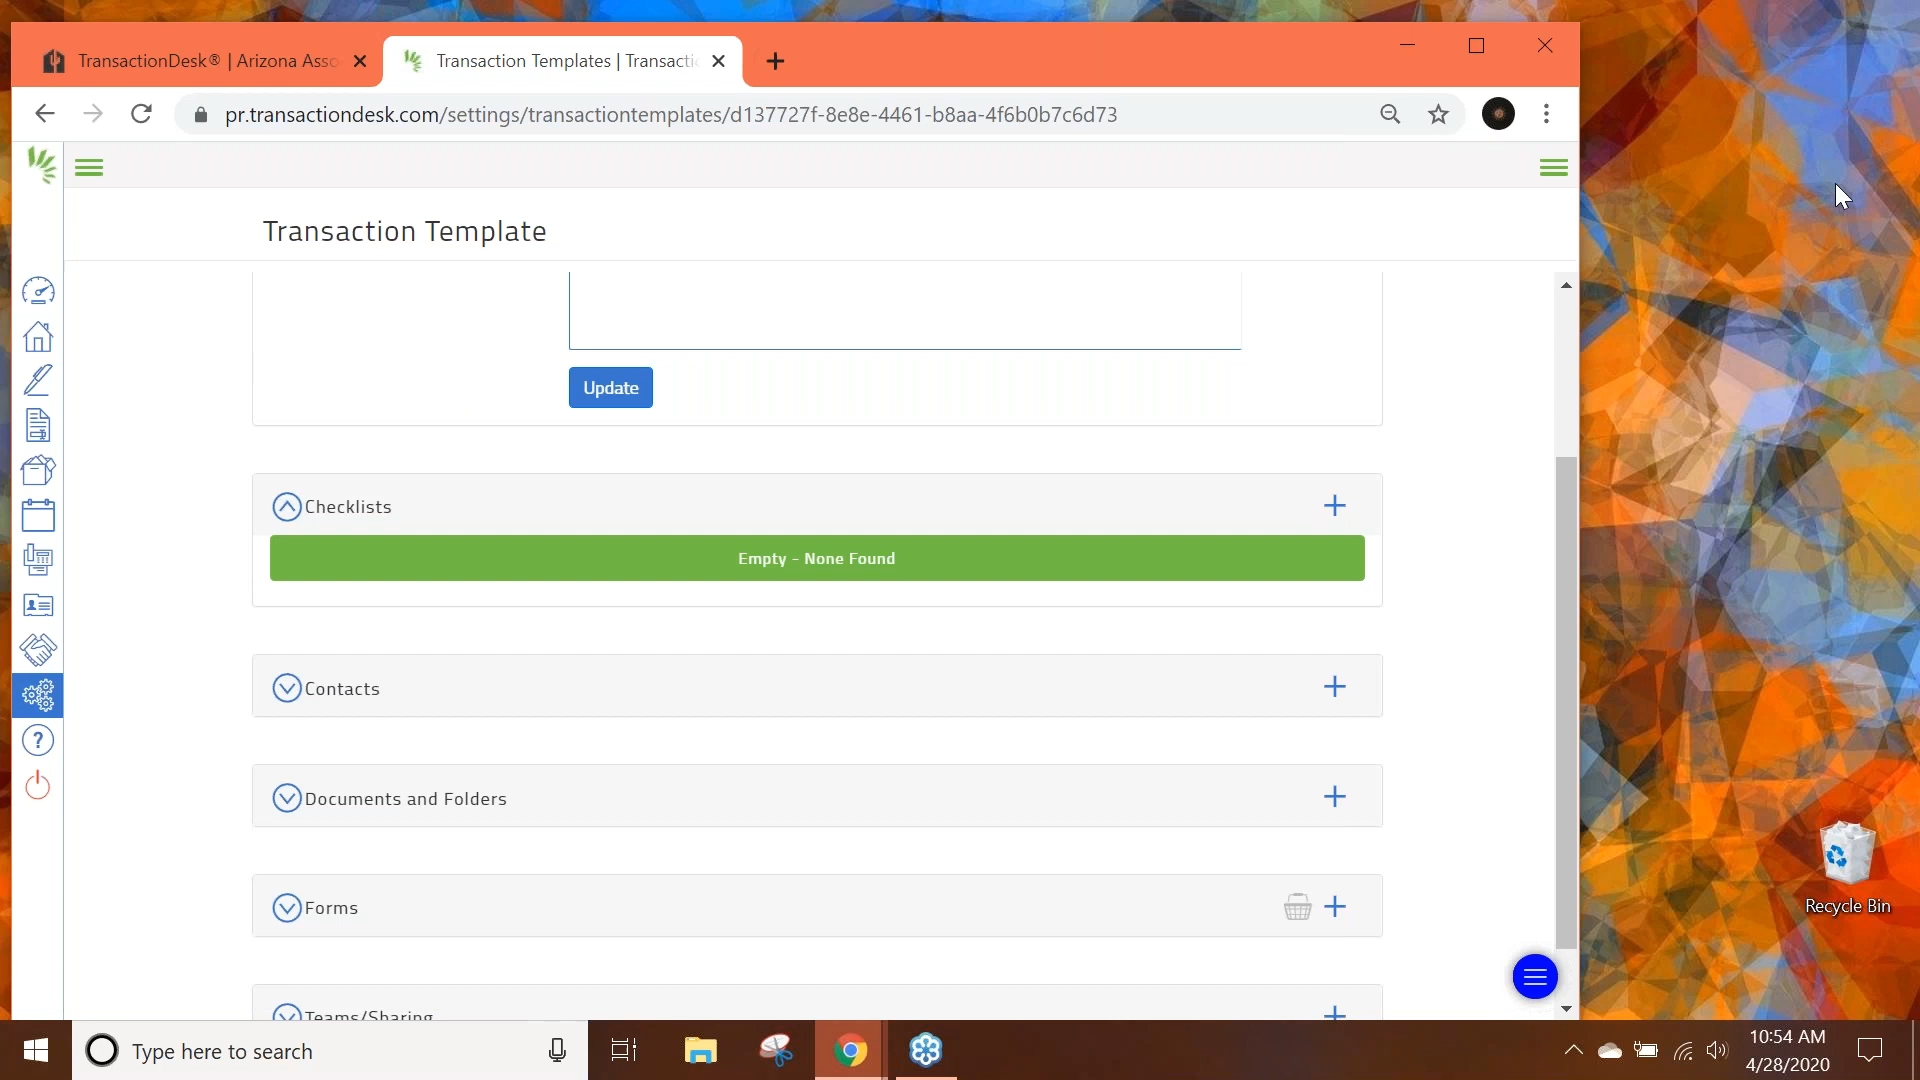 TransactionDesk® | Arizona Asso
Transaction Templates | Transacti
pr.transactiondesk.com/settings/transactiontemplates/d137727f-8e8e-4461-b8aa-4f6b0b7c6d73
Transaction Template
Update
Checklists
Empty - None Found
Contacts
Documents and Folders
Forms
Teams/Sharing
Recycle Bin
Type here to search
10:54 AM
4/28/2020